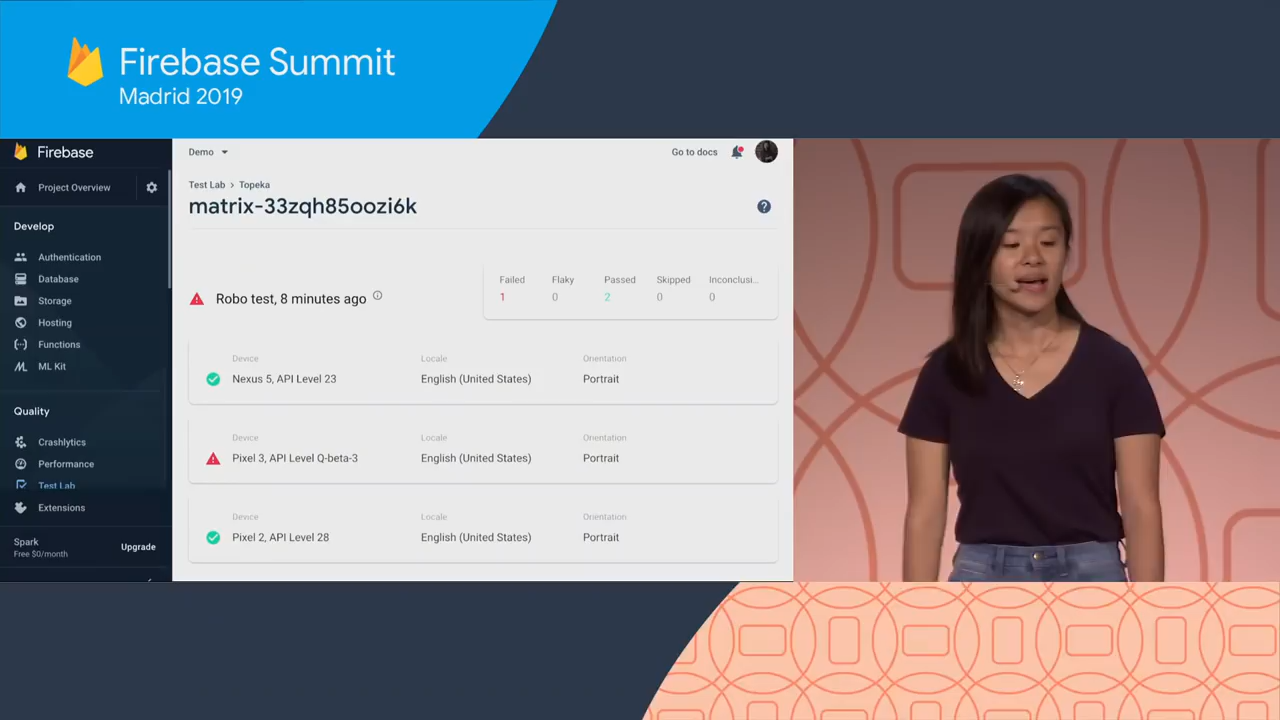 Firebase Summit
Madrid 2019
Firebase
Project Overview
Develop
Authentication
Database
Storage
Hosting
Functions
ML Kit
Quality
Crashlytics
Performance
Test Lab
Extensions
Spark
Free $0/month
Upgrade
Demo
Go to docs
Test Lab > Topeka
matrix-33zqh85oozi6k
Robo test, 8 minutes ago
Failed Flaky Passed Skipped Inconclusi...
1 0 2 0 0
Device Locale Orientation
Nexus 5, API Level 23 English (United States) Portrait
Device Locale Orientation
Pixel 3, API Level Q-beta-3 English (United States) Portrait
Device Locale Orientation
Pixel 2, API Level 28 English (United States) Portrait